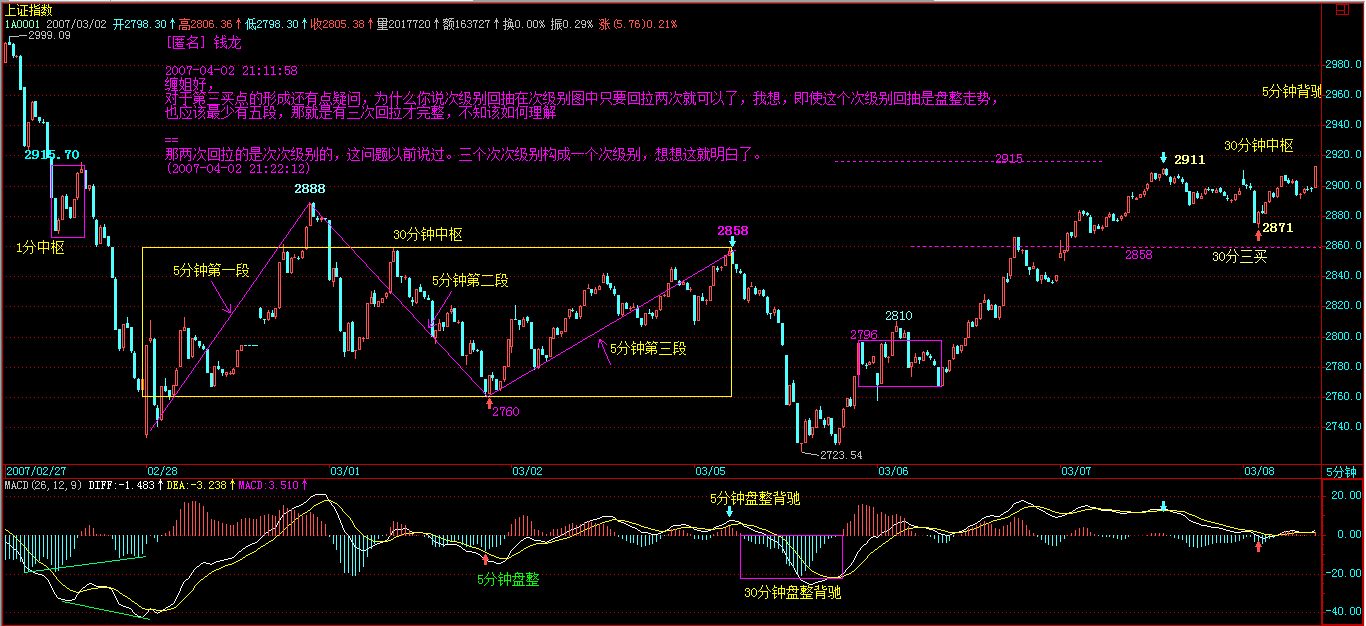 上证指数
1A0001 2007/03/02 开2798.30↑高2806.36↑低2798.30↑收2805.38↑量2017720↑额163727↑换0.00% 振0.29% 涨(5.76)0.21%
2999.09
[匿名] 钱龙
2007-04-02 21:11:58
缠姐好，
对于第三买点的形成还有点疑问，为什么你说次级别回抽在次级别图中只要回拉两次就可以了，我想，即使这个次级别回抽是盘整走势，
也应该最少有五段，那就是有三次回拉才完整，不知该如何理解
==
那两次回拉的是次次级别的，这问题以前说过。三个次次级别构成一个次级别，想想这就明白了。
(2007-04-02 21:22:12)
2980.0
5分钟背驰
2960.0
2940.0
30分钟中枢
2915.70
2915
2911
2920.0
2888
2900.0
2880.0
1分中枢
30分钟中枢
2858
2871
2860.0
2858
30分三买
5分钟第一段
5分钟第二段
2840.0
2820.0
2810
2796
2800.0
5分钟第三段
2780.0
2760.0
2760
2740.0
2723.54
2007/02/27 02/28 03/01 03/02 03/05 03/06 03/07 03/08 5分钟
MACD(26,12,9) DIFF:-1.483↑DEA:-3.238↑MACD:3.510↑
5分钟盘整背驰
20.00
0.00
5分钟盘整
-20.00
30分钟盘整背驰
-40.00